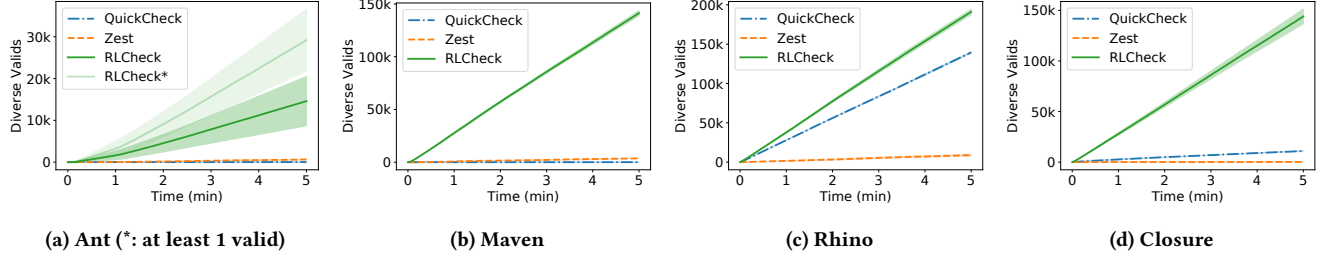 30k
20k
10k
0
Diverse Valids
0 1 2 3 4 5
Time (min)
QuickCheck
Zest
RLCheck
RLCheck*
(a) Ant (*: at least 1 valid)
150k
100k
50k
0
Diverse Valids
0 1 2 3 4 5
Time (min)
QuickCheck
Zest
RLCheck
(b) Maven
200k
150k
100k
50k
0
Diverse Valids
0 1 2 3 4 5
Time (min)
QuickCheck
Zest
RLCheck
(c) Rhino
150k
100k
50k
0
Diverse Valids
0 1 2 3 4 5
Time (min)
QuickCheck
Zest
RLCheck
(d) Closure